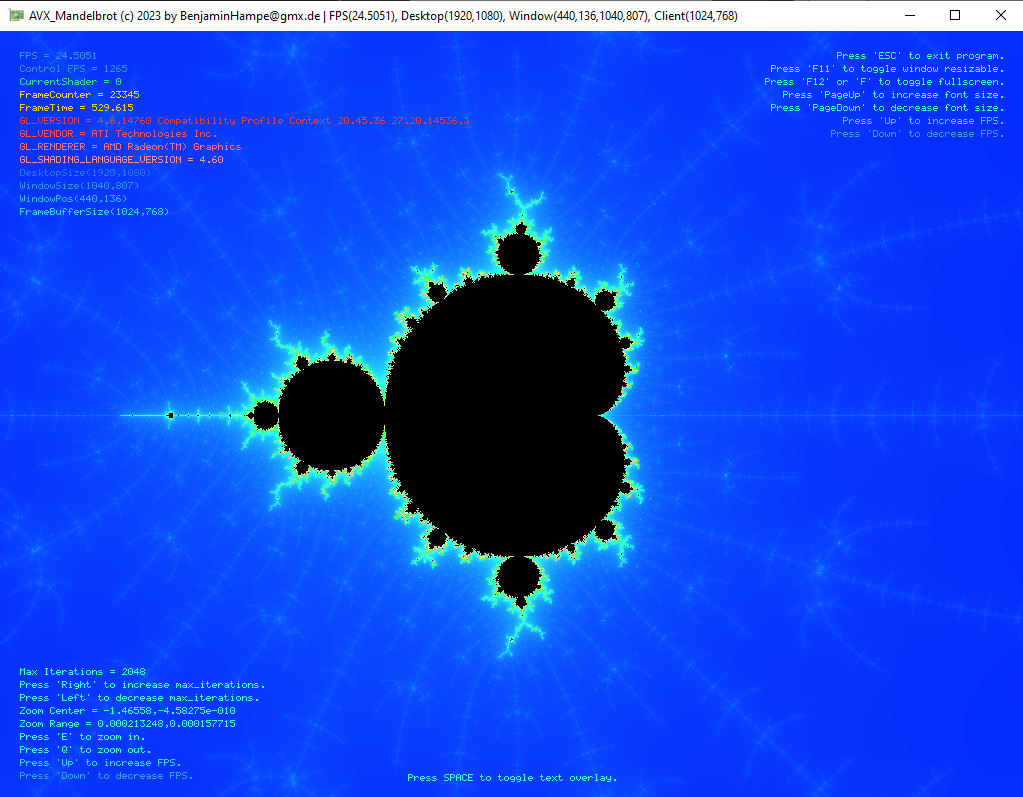 AVX_Mandelbrot (c) 2023 by BenjaminHampe@gmx.de | FPS(24.5051), Desktop(1920,1080), Window(440,136,1040,807), Client(1024,768)
FPS = 24.5051
Control FPS = 1265
CurrentShader = 0
FrameCounter = 23345
FrameTime = 529.615
GL_VERSION = 4.6.14760 Compatibility Profile Context 20.45.36 27.20.14536.3
GL_VENDOR = ATI Technologies Inc.
GL_RENDERER = AMD Radeon(TM) Graphics
GL_SHADING_LANGUAGE_VERSION = 4.60
DesktopSize(1920,1080)
WindowSize(1040,807)
WindowPos(440,136)
FrameBufferSize(1024,768)
Press 'ESC' to exit program.
Press 'F11' to toggle window resizable.
Press 'F12' or 'F' to toggle fullscreen.
Press 'PageUp' to increase font size.
Press 'PageDown' to decrease font size.
Press 'Up' to increase FPS.
Press 'Down' to decrease FPS.
Max Iterations = 2048
Press 'Right' to increase max_iterations.
Press 'Left' to decrease max_iterations.
Zoom Center = -1.46558,-4.58275e-010
Zoom Range = 0.000213248,0.000157715
Press 'E' to zoom in.
Press 'Q' to zoom out.
Press 'Up' to increase FPS.
Press 'Down' to decrease FPS.
Press SPACE to toggle text overlay.